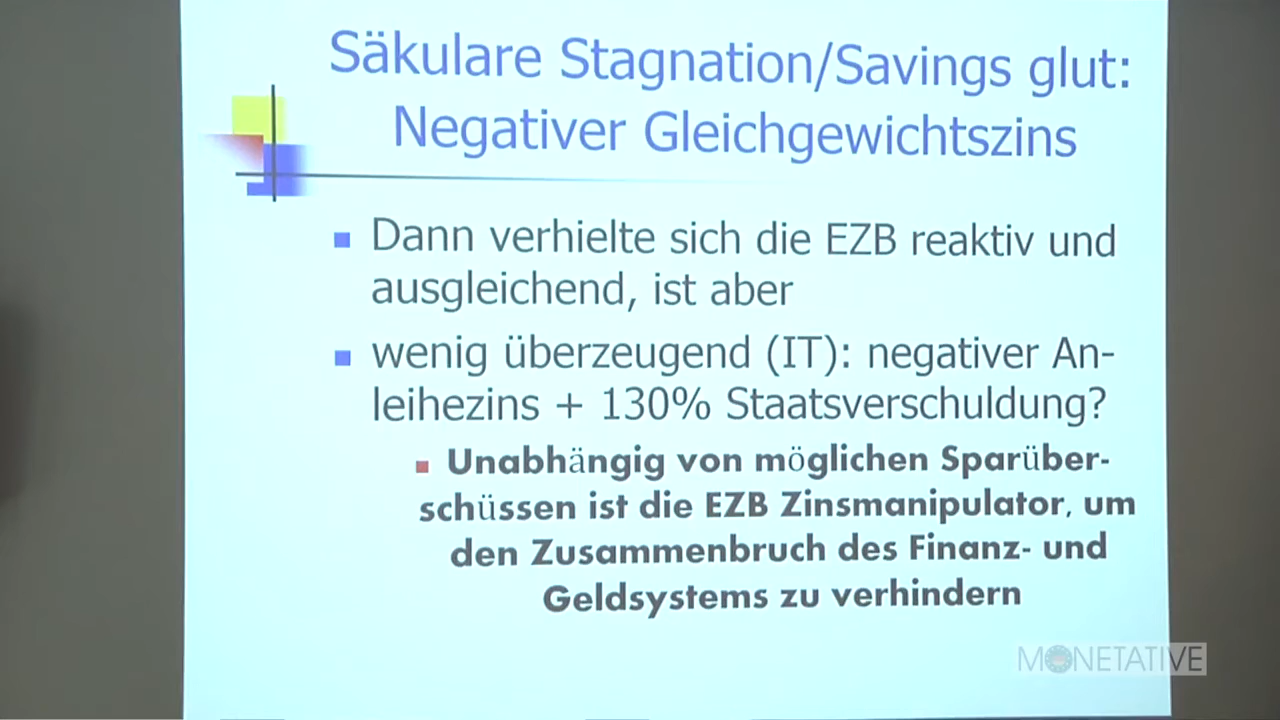 Säkulare Stagnation/Savings glut:
Negativer Gleichgewichtszins
Dann verhielte sich die EZB reaktiv und
ausgleichend, ist aber
wenig überzeugend (IT): negativer An-
leihezins + 130% Staatsverschuldung?
Unabhängig von möglichen Sparüber-
schüssen ist die EZB Zinsmanipulator, um
den Zusammenbruch des Finanz- und
Geldsystems zu verhindern
MONETATIVE